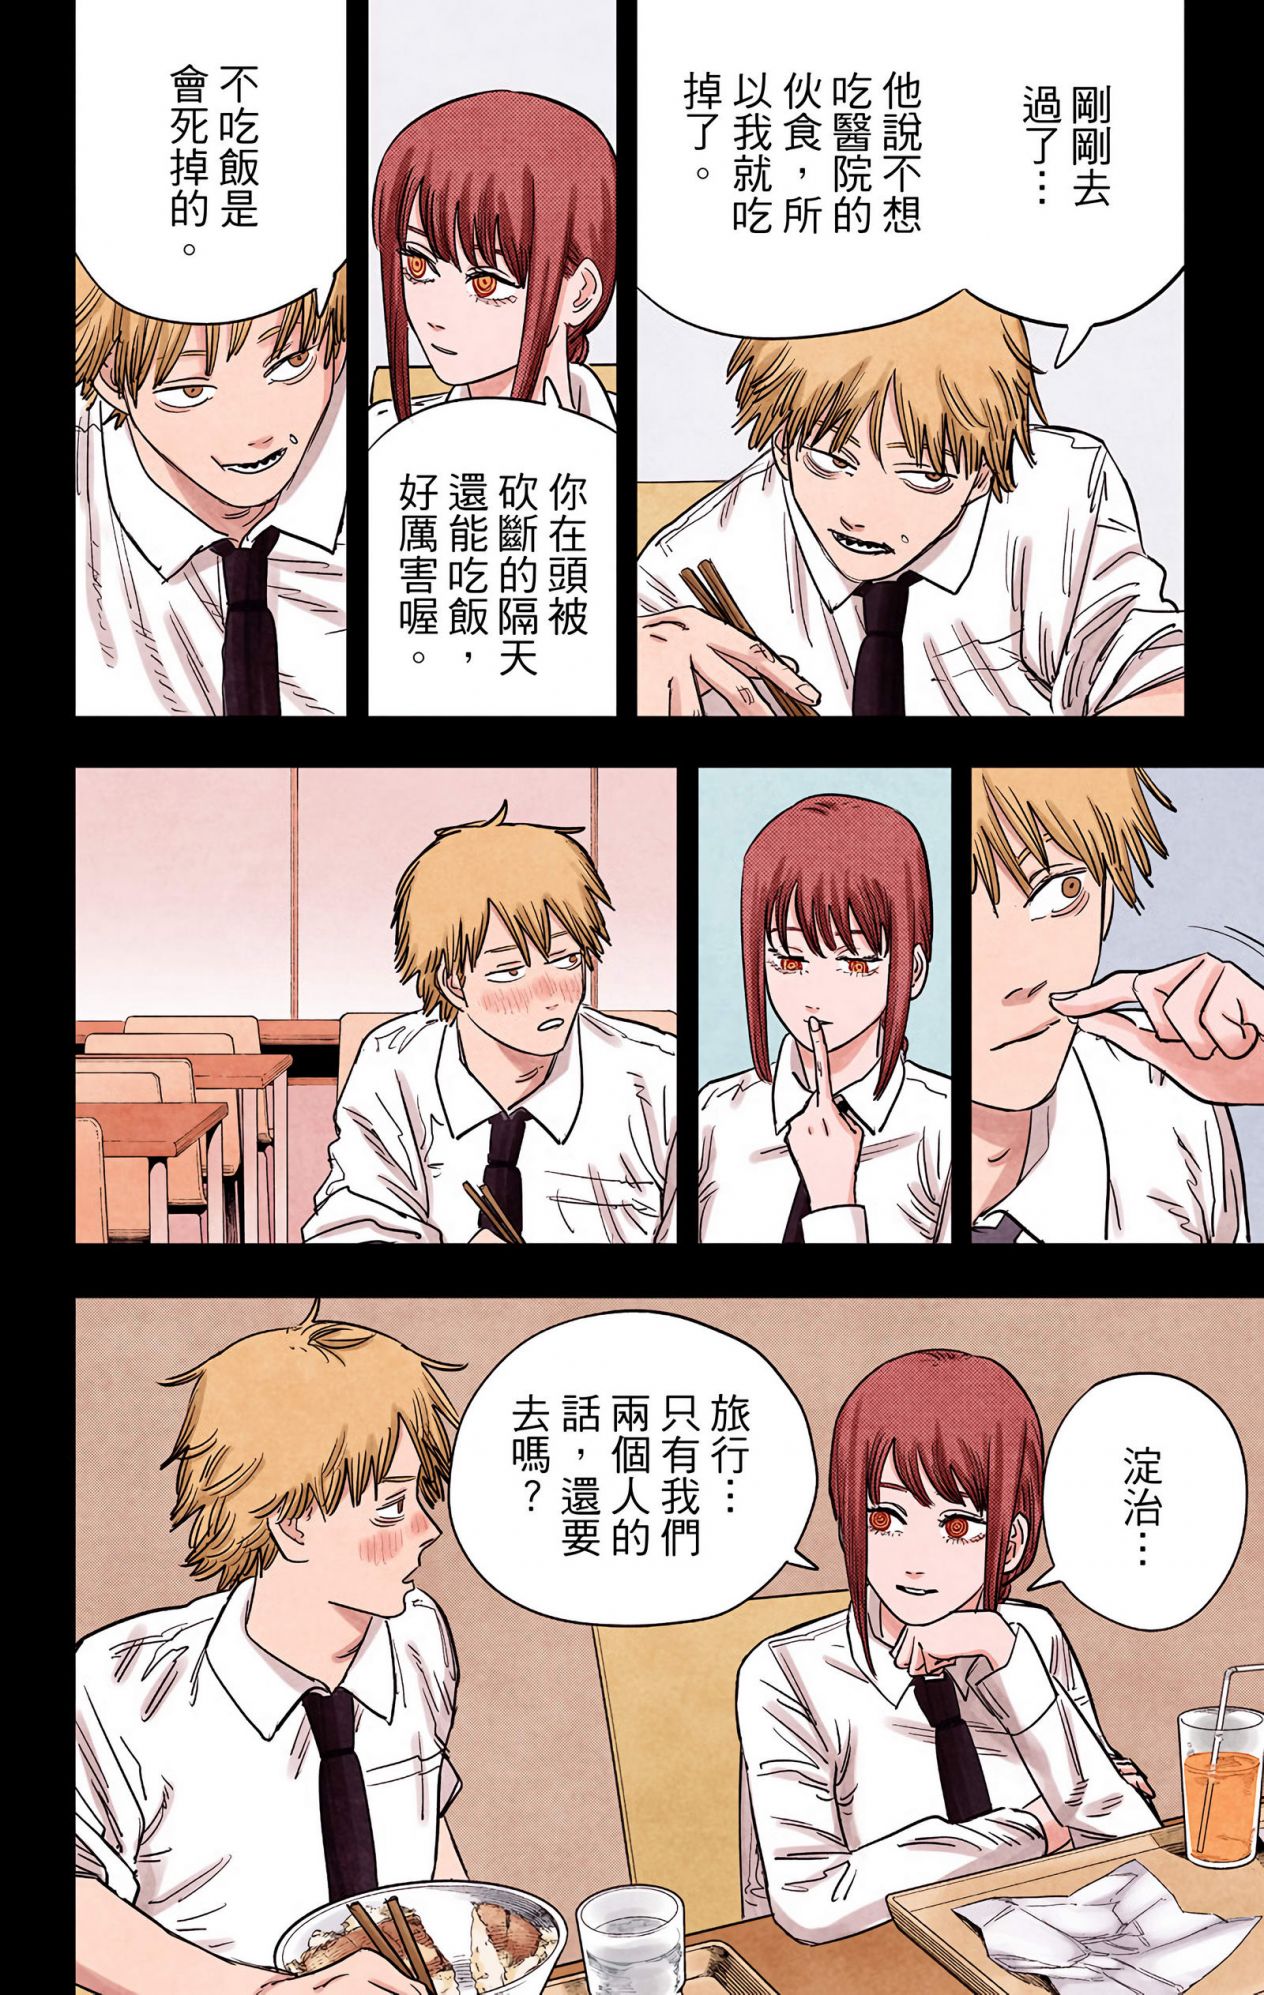 剛剛去
過了…
他說不想
吃醫院的
伙食，所
以我就吃
掉了。
你在頭被
砍斷的隔天
還能吃飯，
好厲害喔。
不吃飯是
會死掉的。
淀治…
旅行…
只有我們
兩個人的
話，還要
去嗎？